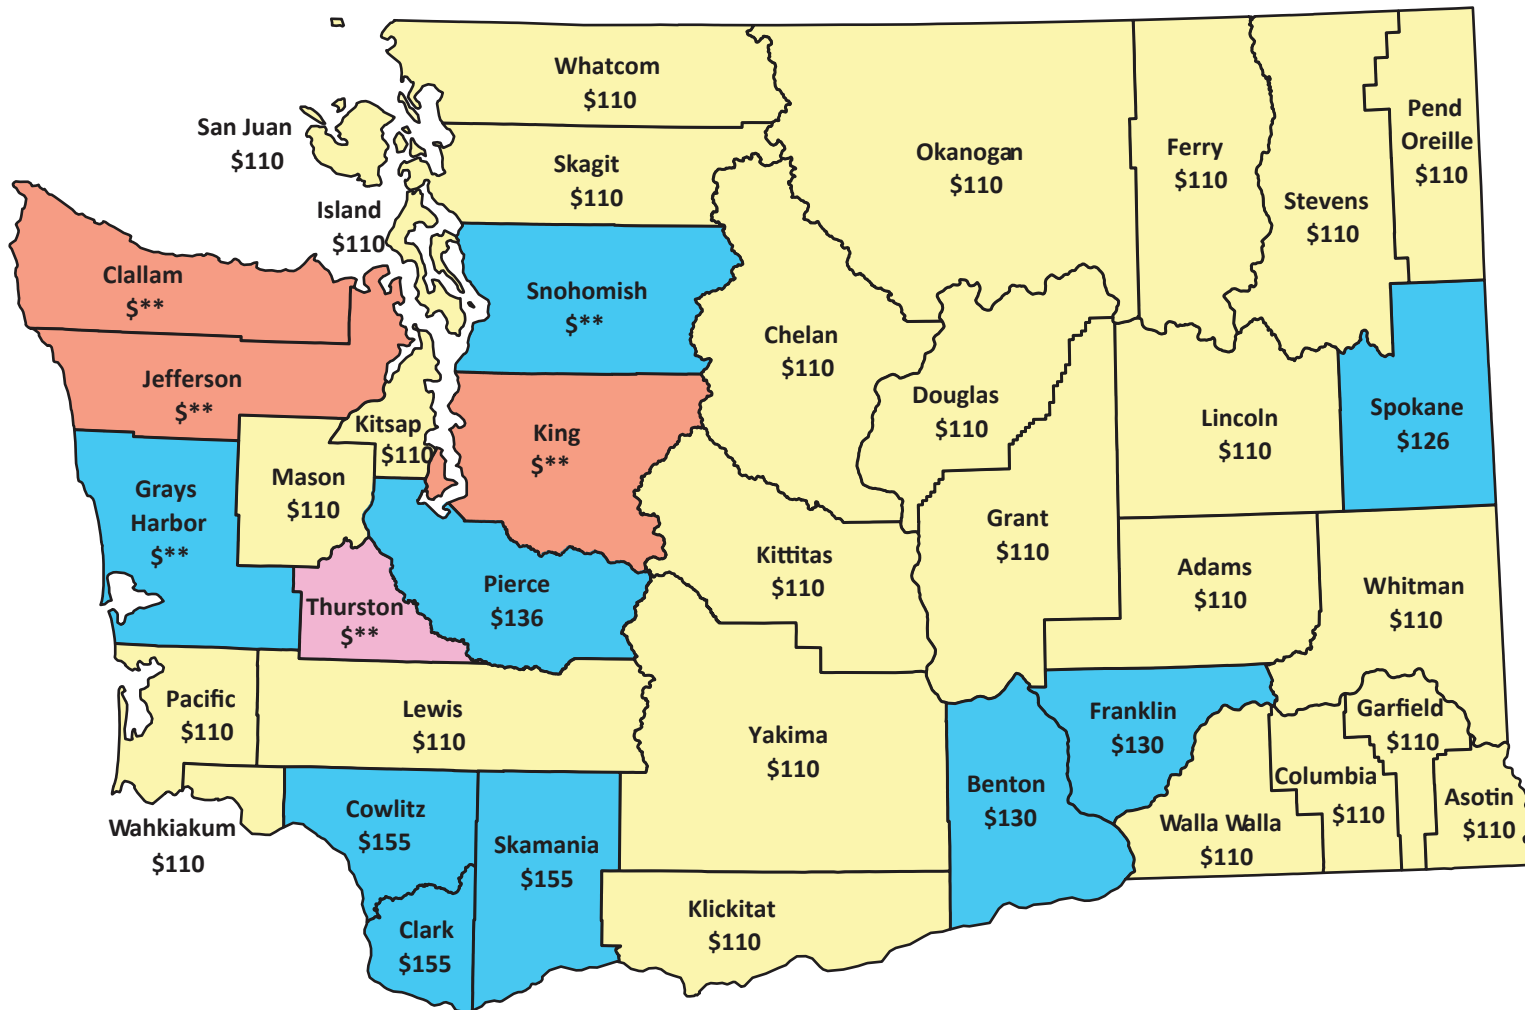 Whatcom
$110
San Juan
$110
Skagit
$110
Island
$110
Okanogan
$110
Ferry
$110
Stevens
$110
Pend
Oreille
$110
Clallam
$**
Snohomish
$**
Chelan
$110
Jefferson
$**
Kitsap
$110
King
$**
Douglas
$110
Lincoln
$110
Spokane
$126
Grays
Harbor
$**
Mason
$110
Grant
$110
Kittitas
$110
Adams
$110
Whitman
$110
Thurston
$**
Pierce
$136
Pacific
$110
Lewis
$110
Yakima
$110
Franklin
$130
Garfield
$110
Benton
$130
Columbia
$110
Asotin
$110
Walla Walla
$110
Wahkiakum
$110
Cowlitz
$155
Skamania
$155
Clark
$155
Klickitat
$110